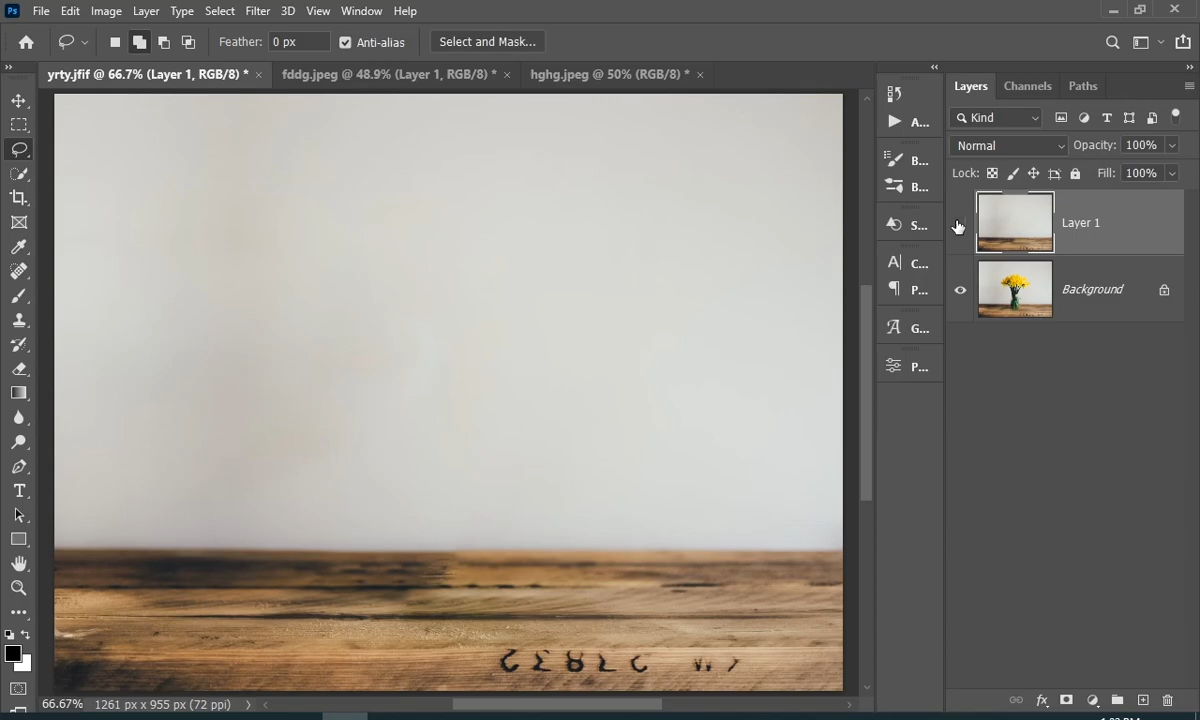 Ps File Edit Image Layer Type Select Filter 3D View Window Help
Feather: 0 px Anti-alias Select and Mask...
yrty.jfif @ 66.7% (Layer 1, RGB/8) * × fddg.jpeg @ 48.9% (Layer 1, RGB/8) * × hghg.jpeg @ 50% (RGB/8) * ×
Layers Channels Paths
Kind
A...
Normal Opacity: 100%
B...
Lock: Fill: 100%
B...
S...
Layer 1
C...
P...
Background
G...
P...
66.67% 1261 px x 955 px (72 ppi)